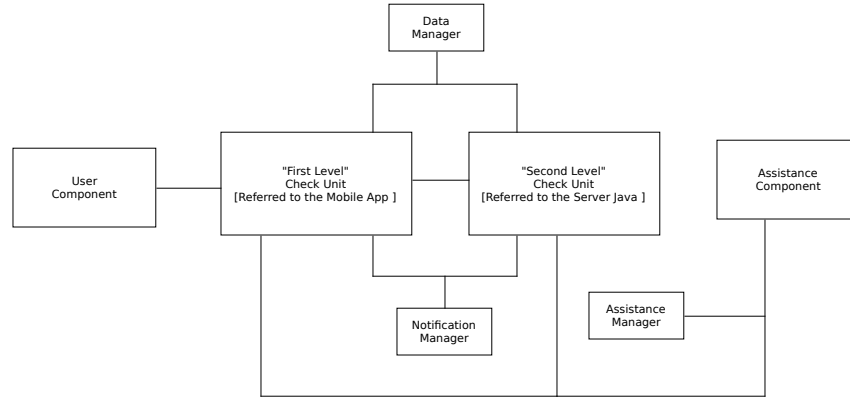 Data
Manager
"First Level"
Check Unit
[Referred to the Mobile App ]
"Second Level"
Check Unit
[Referred to the Server Java ]
User
Component
Assistance
Component
Notification
Manager
Assistance
Manager